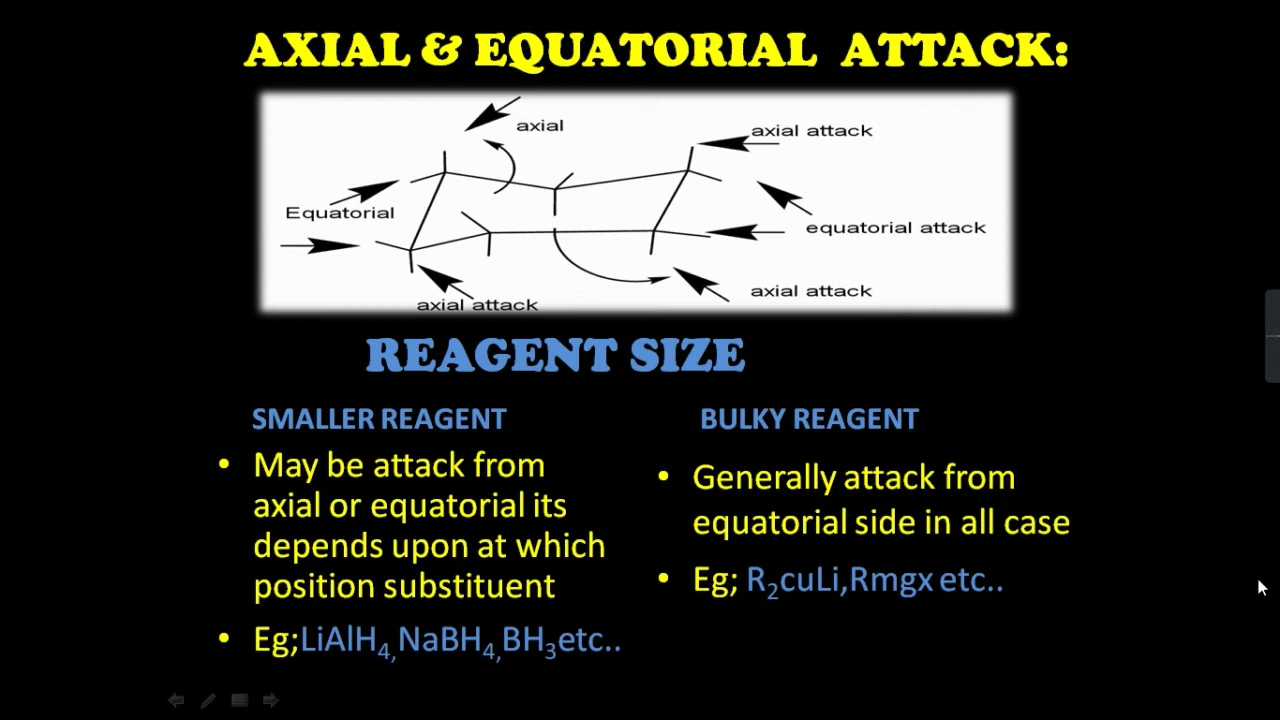 AXIAL & EQUATORIAL ATTACK:
axial
axial attack
Equatorial
equatorial attack
axial attack
axial attack
REAGENT SIZE
SMALLER REAGENT
• May be attack from
axial or equatorial its
depends upon at which
position substituent
• Eg;LiAlH4,NaBH4,BH3etc..
BULKY REAGENT
• Generally attack from
equatorial side in all case
• Eg; R2cuLi,Rmgx etc..